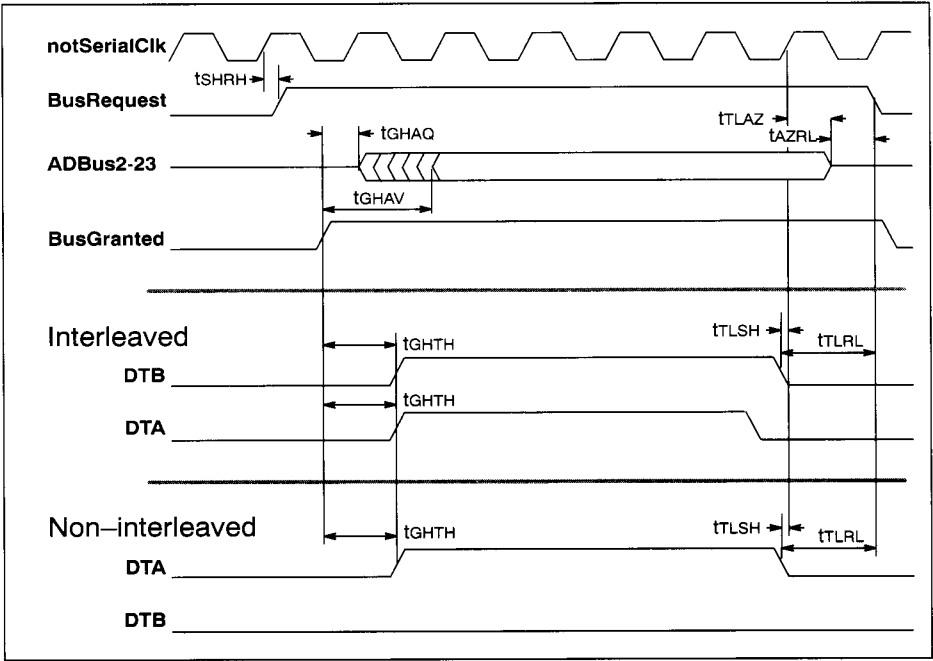 notSerialClk
tSHRH
BusRequest
tTLAZ
tGHAQ
tAZRL
ADBus2-23
tGHAV
BusGranted
Interleaved
tGHTH
tTLSH
tTLRL
DTB
tGHTH
DTA
Non–interleaved
tGHTH
tTLSH
tTLRL
DTA
DTB